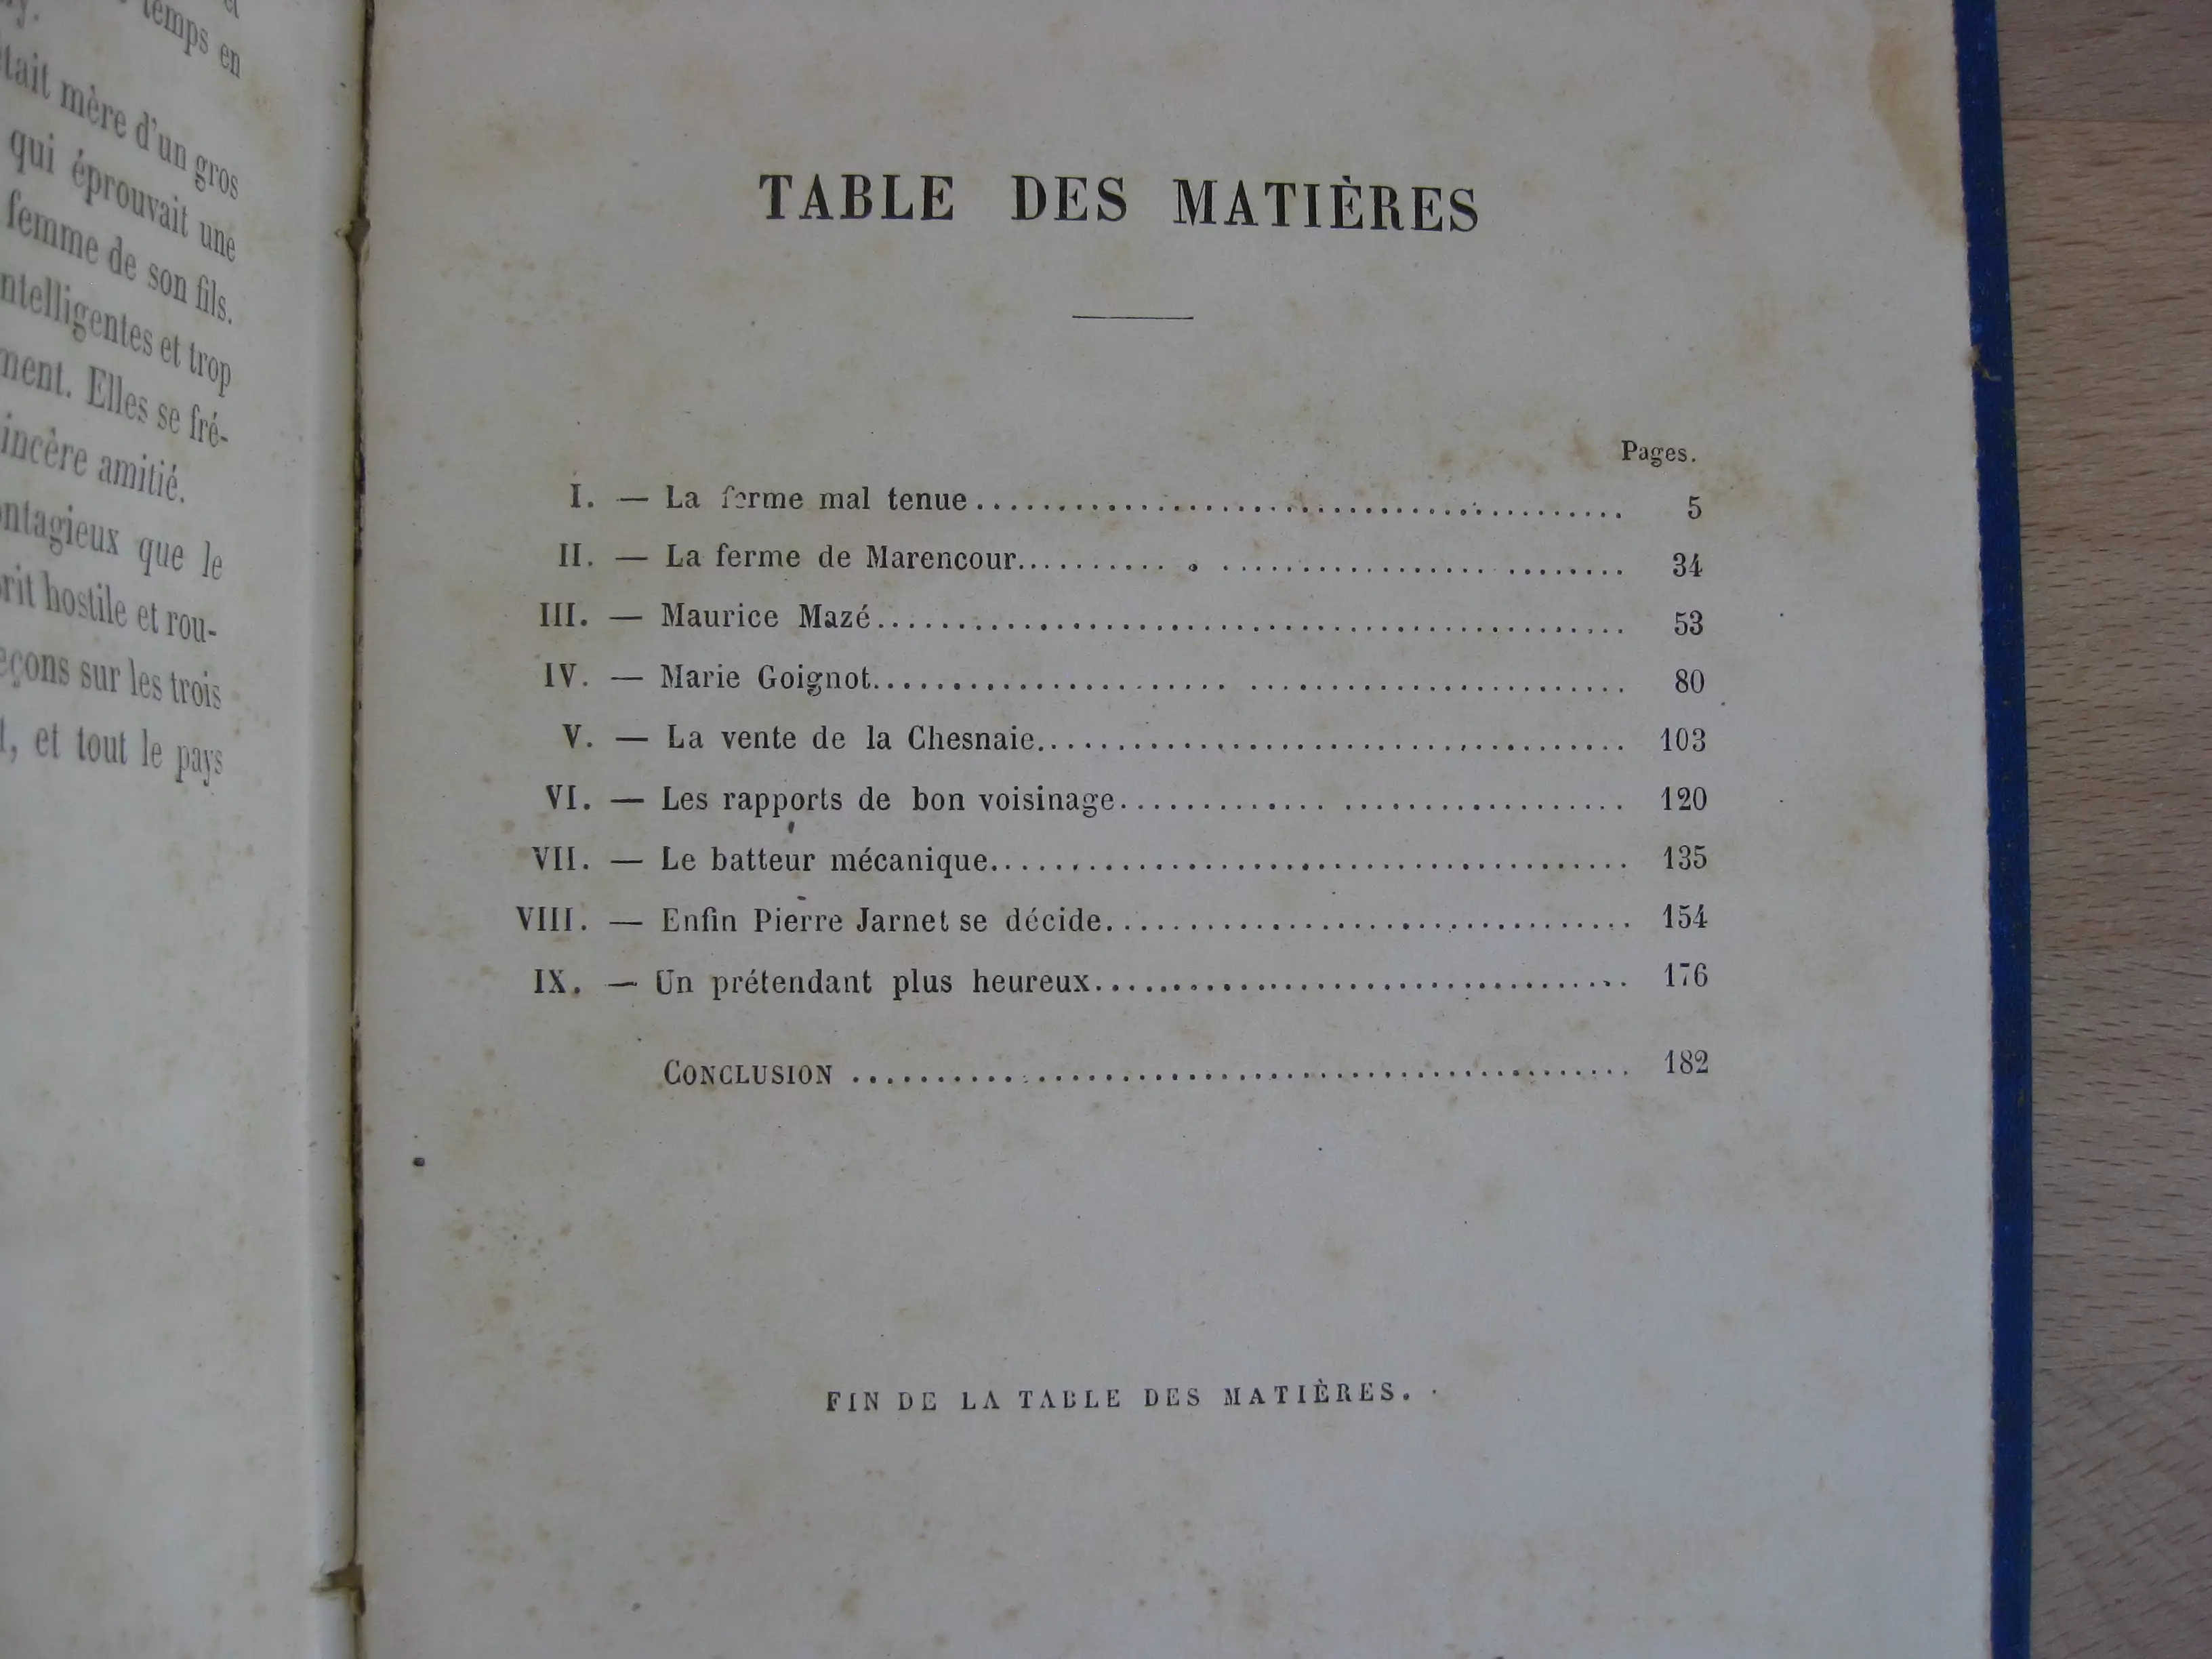 temps en
était mère d'un gros
qui éprouvait une
femme de son fils.
ntelligentes et trop
ment. Elles se fré-
incère amitié.
ontagieux que le
rit hostile et rou-
eçons sur les trois
t, et tout le pays
TABLE DES MATIÈRES
Pages.
I. — La ferme mal tenue........................................ 5
II. — La ferme de Marencour........................................ 34
III. — Maurice Mazé........................................ 53
IV. — Marie Goignot........................................ 80
V. — La vente de la Chesnaie........................................ 103
VI. — Les rapports de bon voisinage........................................ 120
VII. — Le batteur mécanique........................................ 135
VIII. — Enfin Pierre Jarnet se décide........................................ 154
IX. — Un prétendant plus heureux........................................ 176
CONCLUSION ........................................ 182
FIN DE LA TABLE DES MATIÈRES.